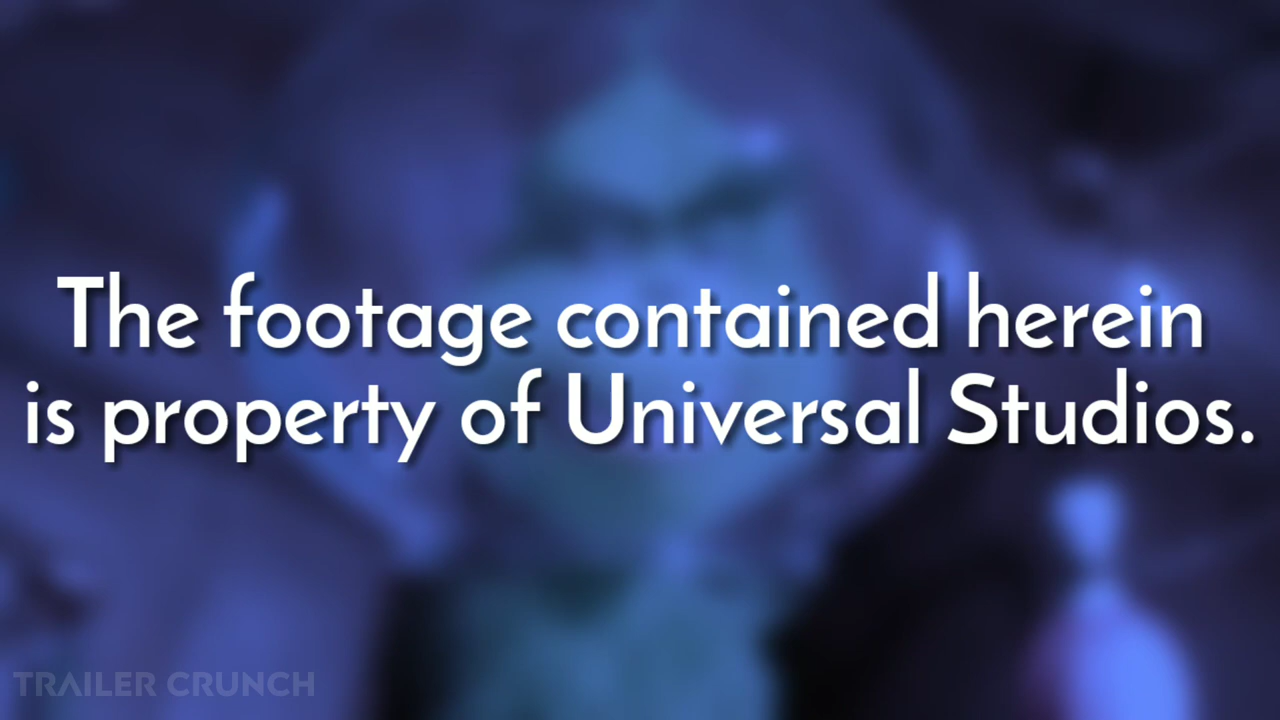 The footage contained herein
is property of Universal Studios.
TRAILER CRUNCH